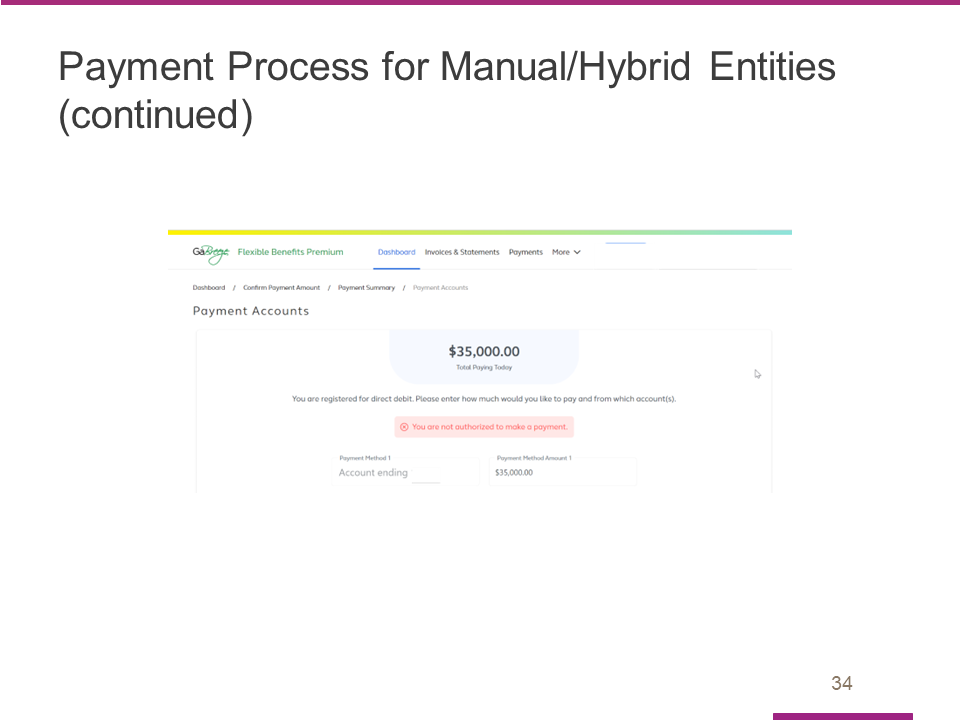 Payment Process for Manual/Hybrid Entities
(continued)
GaBreeze Flexible Benefits Premium Dashboard Invoices & Statements Payments More
Dashboard / Confirm Payment Amount / Payment Summary / Payment Accounts
Payment Accounts
$35,000.00
Total Paying Today
You are registered for direct debit. Please enter how much would you like to pay and from which account(s).
You are not authorized to make a payment.
Payment Method 1 Payment Method Amount 1
Account ending $35,000.00
34